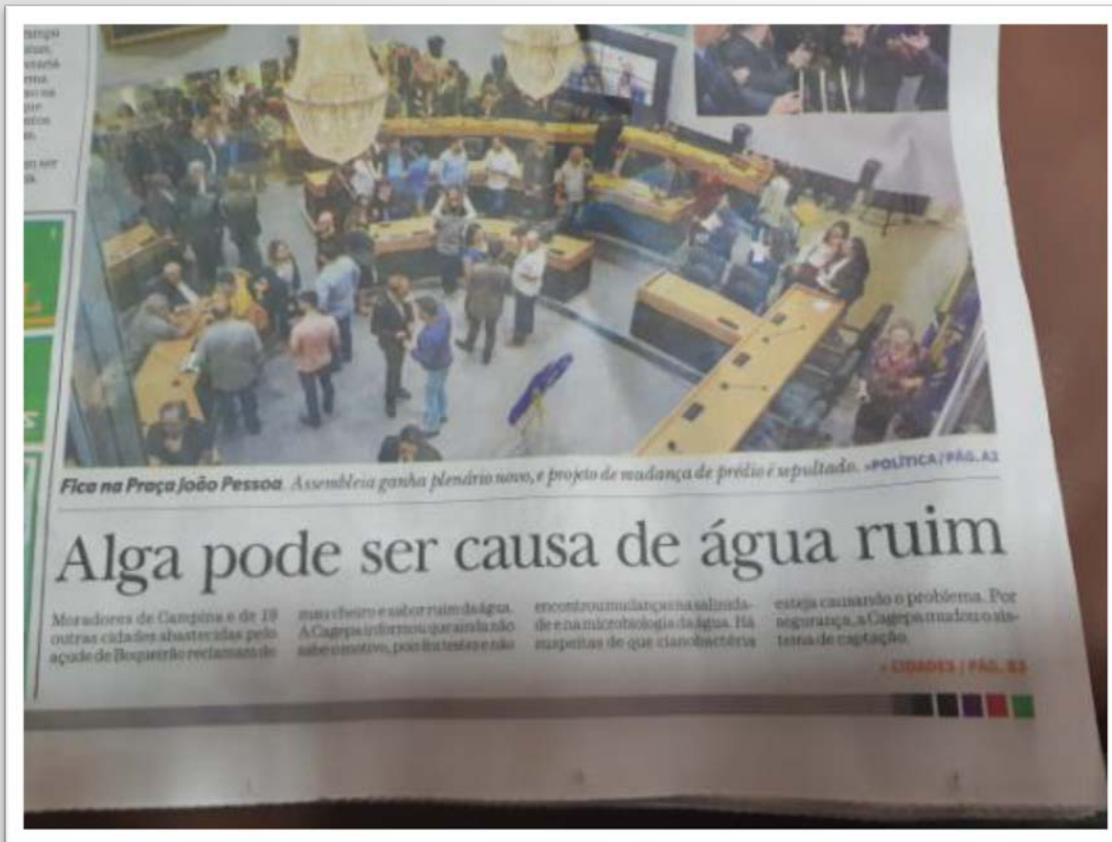 Fica na Praça João Pessoa. Assembleia ganha plenário novo, e projeto de mudança de prédio é sepultado. »POLÍTICA/PÁG.A3
Alga pode ser causa de água ruim
Moradores de Campina e de 18
outras cidades abastecidas pelo
açude de Boqueirão reclamam de
mau cheiro e sabor ruim da água.
A Cagepa informou que ainda não
sabe o motivo, pois fez testes e não
encontrou mudanças na salinida-
de e na microbiologia da água. Há
suspeitas de que cianobactéria
esteja causando o problema. Por
segurança, a Cagepa mudou o sis-
tema de captação.
» CIDADES / PÁG. B3